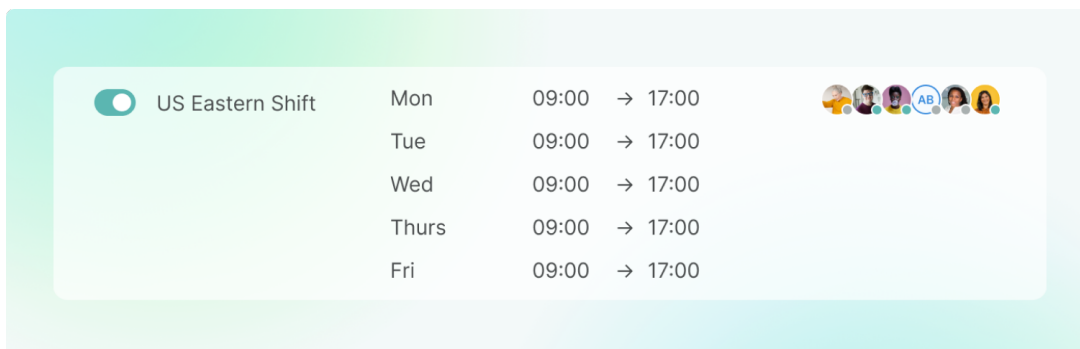 US Eastern Shift Mon 09:00 → 17:00 AB
Tue 09:00 → 17:00
Wed 09:00 → 17:00
Thurs 09:00 → 17:00
Fri 09:00 → 17:00